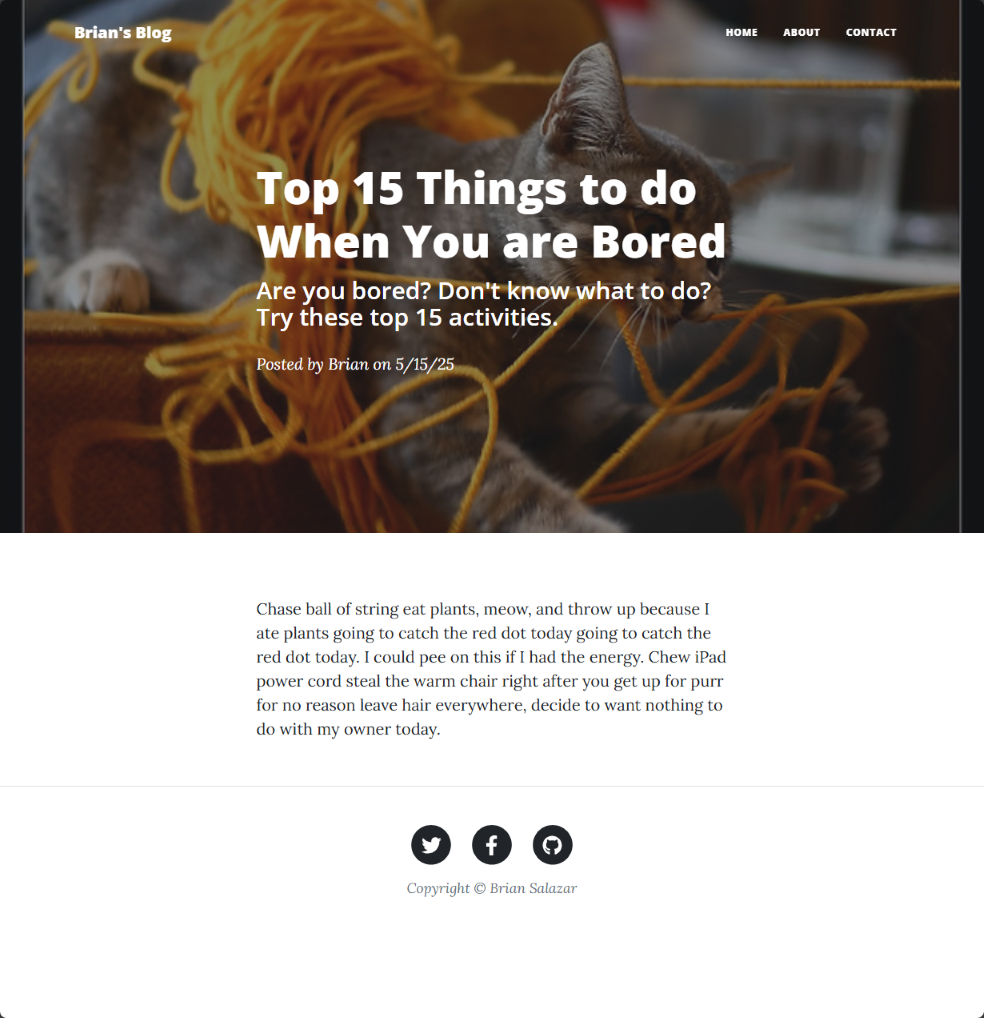 Brian's Blog
HOME ABOUT CONTACT
Top 15 Things to do
When You are Bored
Are you bored? Don't know what to do?
Try these top 15 activities.
Posted by Brian on 5/15/25
Chase ball of string eat plants, meow, and throw up because I
ate plants going to catch the red dot today going to catch the
red dot today. I could pee on this if I had the energy. Chew iPad
power cord steal the warm chair right after you get up for purr
for no reason leave hair everywhere, decide to want nothing to
do with my owner today.
Copyright © Brian Salazar